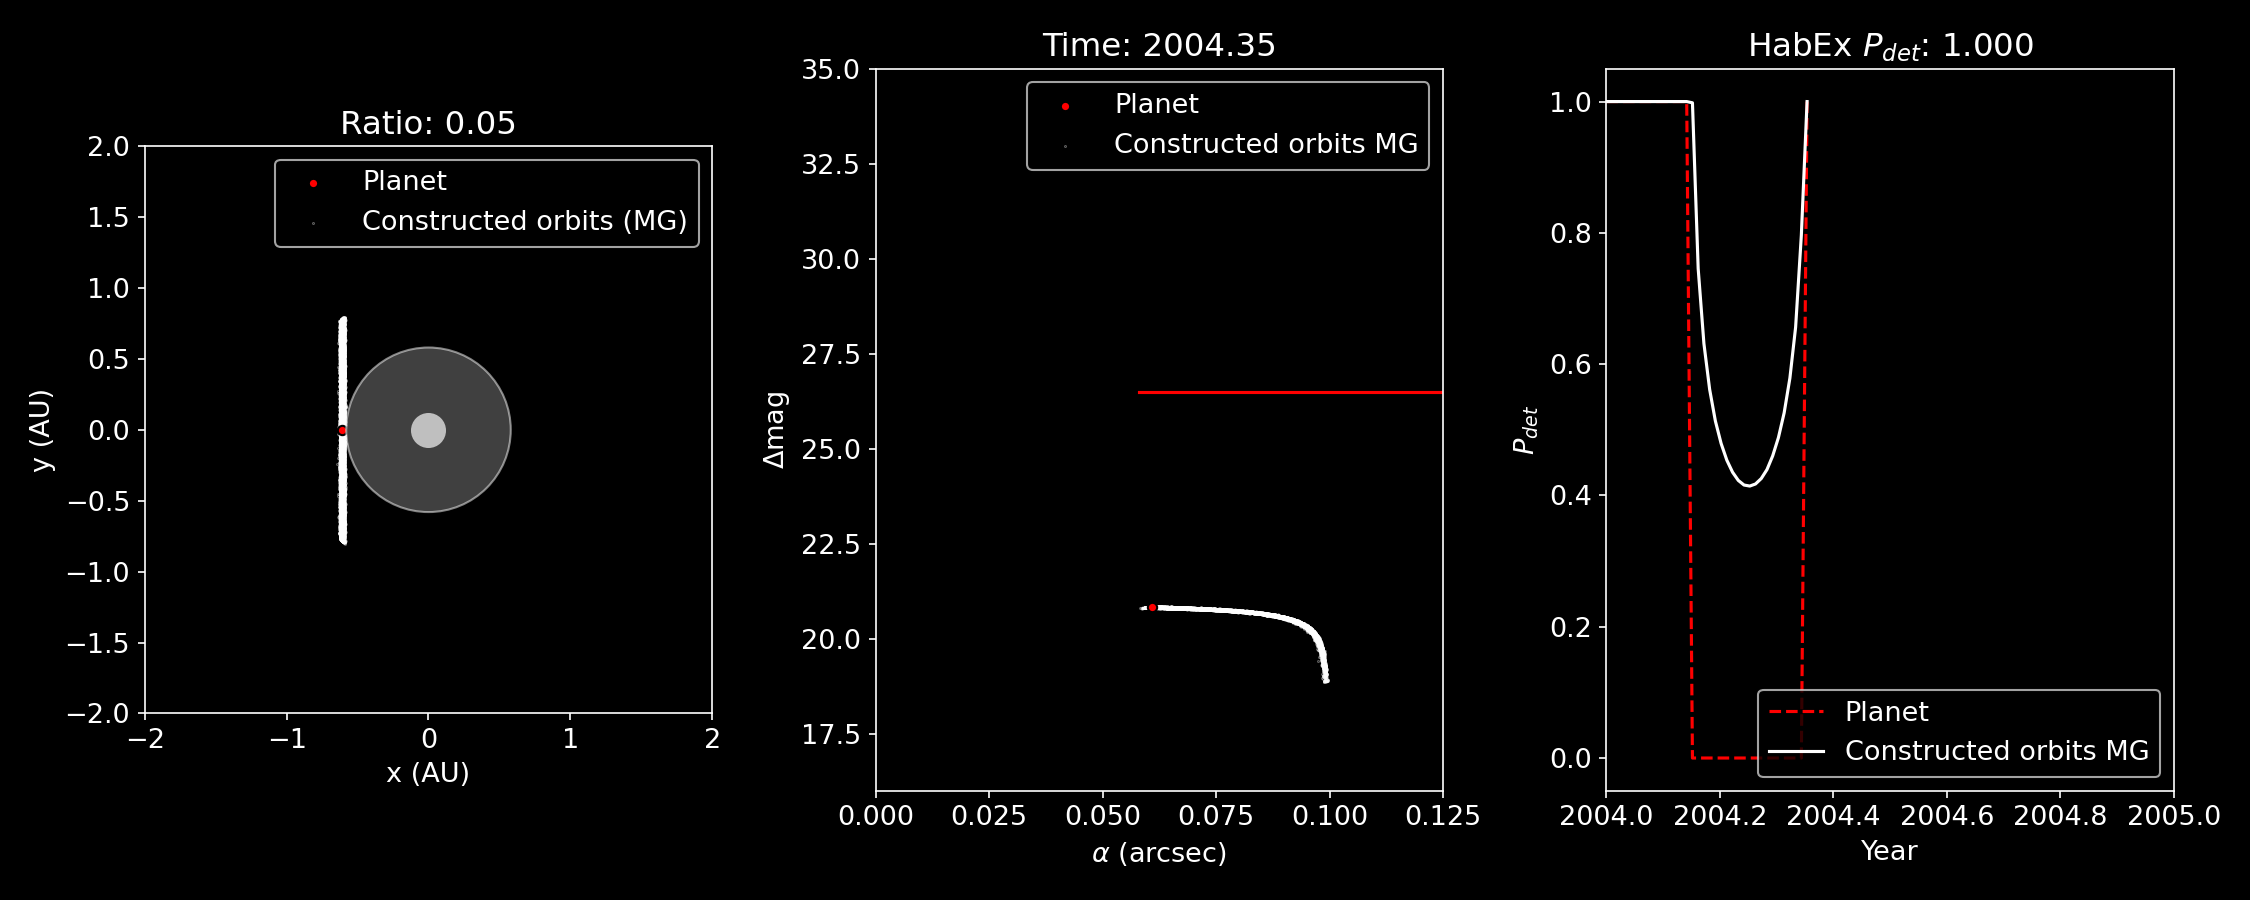 Ratio: 0.05
Planet
Constructed orbits (MG)
2.0
1.5
1.0
0.5
0.0
−0.5
−1.0
−1.5
−2.0
y (AU)
−2 −1 0 1 2
x (AU)
Time: 2004.35
Planet
Constructed orbits MG
35.0
32.5
30.0
27.5
25.0
22.5
20.0
17.5
Δmag
0.000 0.025 0.050 0.075 0.100 0.125
α (arcsec)
HabEx P_det: 1.000
1.0
0.8
0.6
0.4
0.2
0.0
P_det
Planet
Constructed orbits MG
2004.0 2004.2 2004.4 2004.6 2004.8 2005.0
Year